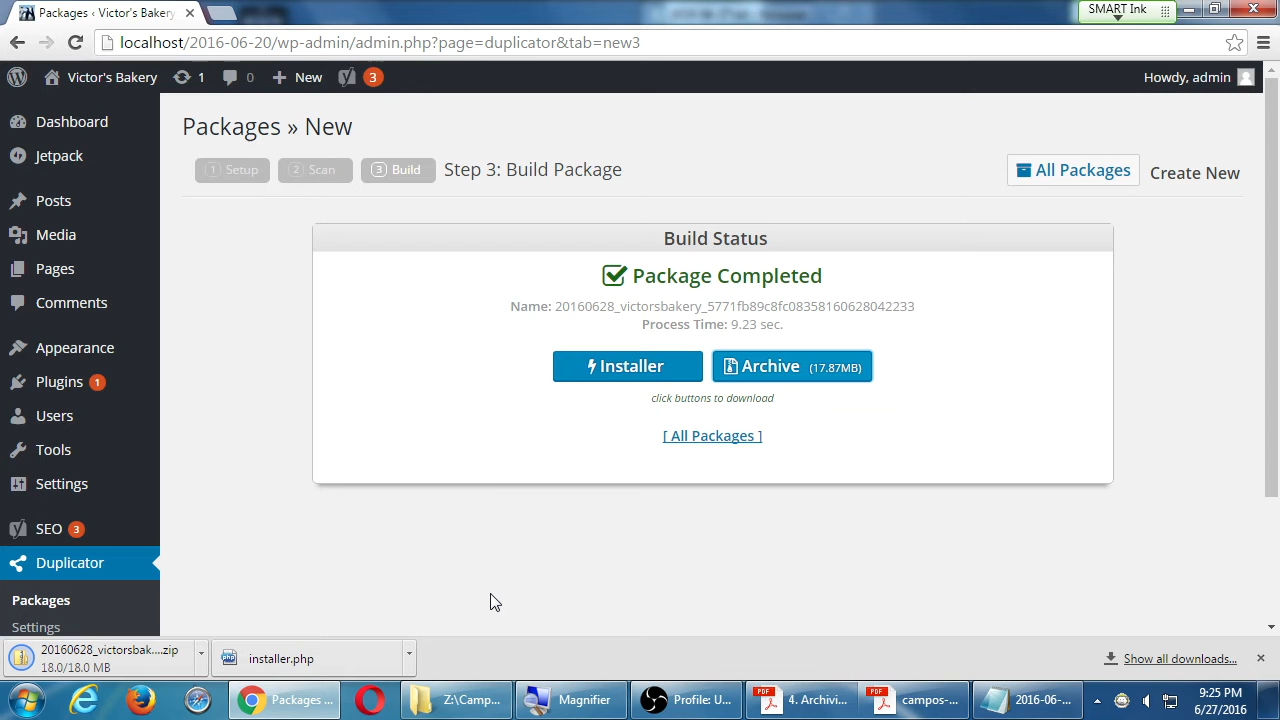 Packages ‹ Victor's Bakery
SMART Ink
localhost/2016-06-20/wp-admin/admin.php?page=duplicator&tab=new3
Victor's Bakery
1
0
New
3
Howdy, admin
Dashboard
Jetpack
Posts
Media
Pages
Comments
Appearance
Plugins 1
Users
Tools
Settings
SEO 3
Duplicator
Packages
Settings
Packages » New
1 Setup
2 Scan
3 Build
Step 3: Build Package
All Packages
Create New
Build Status
Package Completed
Name: 20160628_victorsbakery_5771fb89c8fc08358160628042233
Process Time: 9.23 sec.
Installer
Archive (17.87MB)
click buttons to download
[ All Packages ]
20160628_victorsbak....zip
18.0/18.0 MB
installer.php
Show all downloads...
Packages ...
Z:\Camp...
Magnifier
Profile: U...
4. Archivi...
campos-...
2016-06-...
9:25 PM
6/27/2016